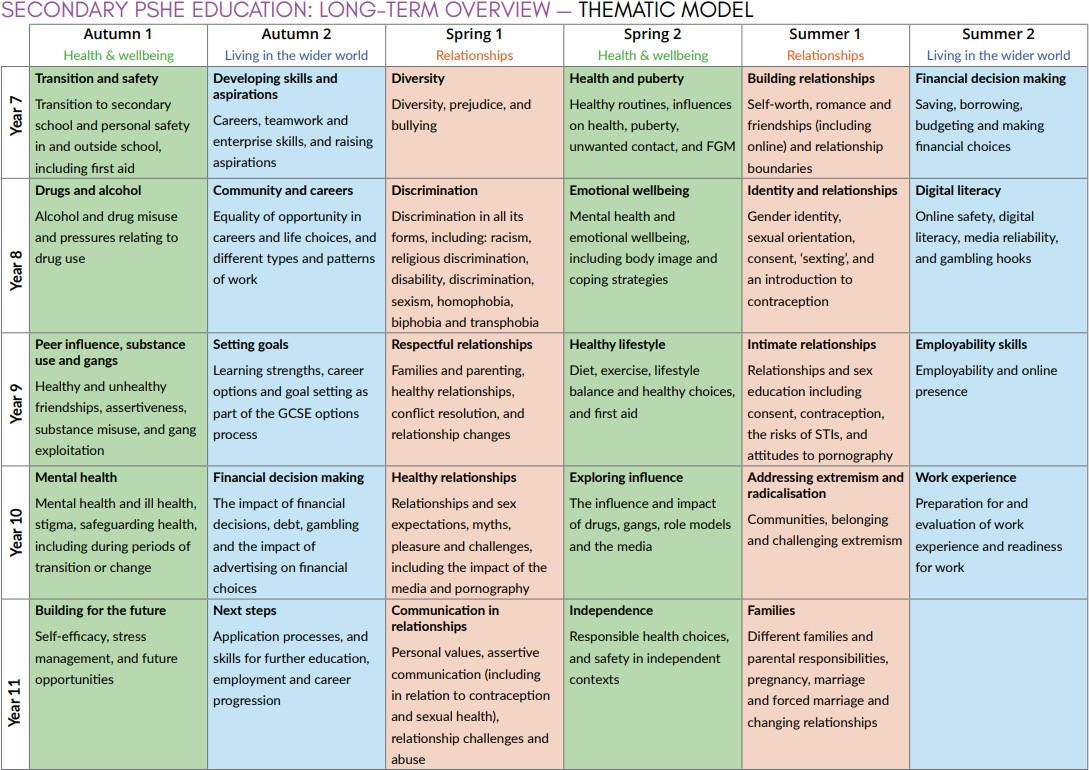 SECONDARY PSHE EDUCATION: LONG-TERM OVERVIEW — THEMATIC MODEL
Autumn 1
Health & wellbeing
Autumn 2
Living in the wider world
Spring 1
Relationships
Spring 2
Health & wellbeing
Summer 1
Relationships
Summer 2
Living in the wider world
Year 7
Transition and safety
Transition to secondary
school and personal safety
in and outside school,
including first aid
Developing skills and
aspirations
Careers, teamwork and
enterprise skills, and raising
aspirations
Diversity
Diversity, prejudice, and
bullying
Health and puberty
Healthy routines, influences
on health, puberty,
unwanted contact, and FGM
Building relationships
Self-worth, romance and
friendships (including
online) and relationship
boundaries
Financial decision making
Saving, borrowing,
budgeting and making
financial choices
Year 8
Drugs and alcohol
Alcohol and drug misuse
and pressures relating to
drug use
Community and careers
Equality of opportunity in
careers and life choices, and
different types and patterns
of work
Discrimination
Discrimination in all its
forms, including: racism,
religious discrimination,
disability, discrimination,
sexism, homophobia,
biphobia and transphobia
Emotional wellbeing
Mental health and
emotional wellbeing,
including body image and
coping strategies
Identity and relationships
Gender identity,
sexual orientation,
consent, ‘sexting’, and
an introduction to
contraception
Digital literacy
Online safety, digital
literacy, media reliability,
and gambling hooks
Year 9
Peer influence, substance
use and gangs
Healthy and unhealthy
friendships, assertiveness,
substance misuse, and gang
exploitation
Setting goals
Learning strengths, career
options and goal setting as
part of the GCSE options
process
Respectful relationships
Families and parenting,
healthy relationships,
conflict resolution, and
relationship changes
Healthy lifestyle
Diet, exercise, lifestyle
balance and healthy choices,
and first aid
Intimate relationships
Relationships and sex
education including
consent, contraception,
the risks of STIs, and
attitudes to pornography
Employability skills
Employability and online
presence
Year 10
Mental health
Mental health and ill health,
stigma, safeguarding health,
including during periods of
transition or change
Financial decision making
The impact of financial
decisions, debt, gambling
and the impact of
advertising on financial
choices
Healthy relationships
Relationships and sex
expectations, myths,
pleasure and challenges,
including the impact of the
media and pornography
Exploring influence
The influence and impact
of drugs, gangs, role models
and the media
Addressing extremism and
radicalisation
Communities, belonging
and challenging extremism
Work experience
Preparation for and
evaluation of work
experience and readiness
for work
Year 11
Building for the future
Self-efficacy, stress
management, and future
opportunities
Next steps
Application processes, and
skills for further education,
employment and career
progression
Communication in
relationships
Personal values, assertive
communication (including
in relation to contraception
and sexual health),
relationship challenges and
abuse
Independence
Responsible health choices,
and safety in independent
contexts
Families
Different families and
parental responsibilities,
pregnancy, marriage
and forced marriage and
changing relationships